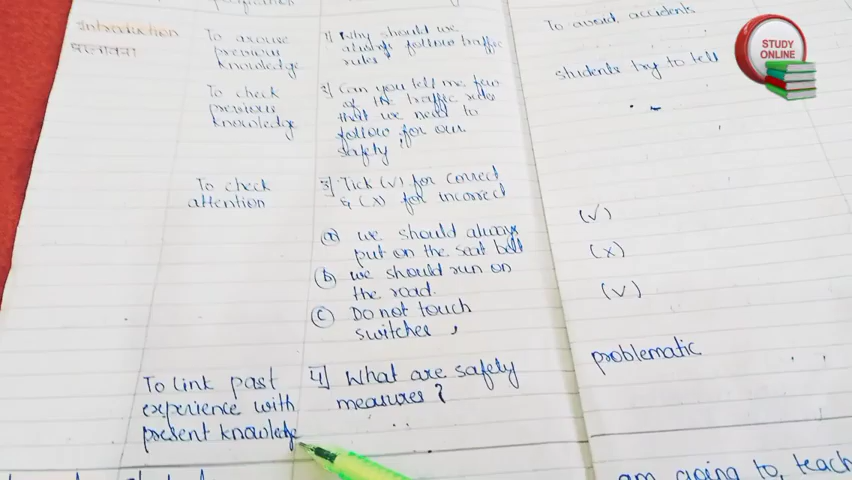 Introduction
प्रस्तावना
To arouse
previous
knowledge
1) Why should we
always follow traffic
rules?
To avoid accidents
To check
previous
knowledge
2) Can you tell me few
of the traffic rules
that we need to
follow for our
safety,
students try to tell
To check
attention
3) Tick (√) for correct
& (x) for incorrect
(a) we should always
put on the seat belt
(√)
(b) we should run on
the road.
(x)
(c) Do not touch
switches,
(√)
To link past
experience with
present knowledge
4) What are safety
measures?
problematic
am going to, teach
STUDY
ONLINE